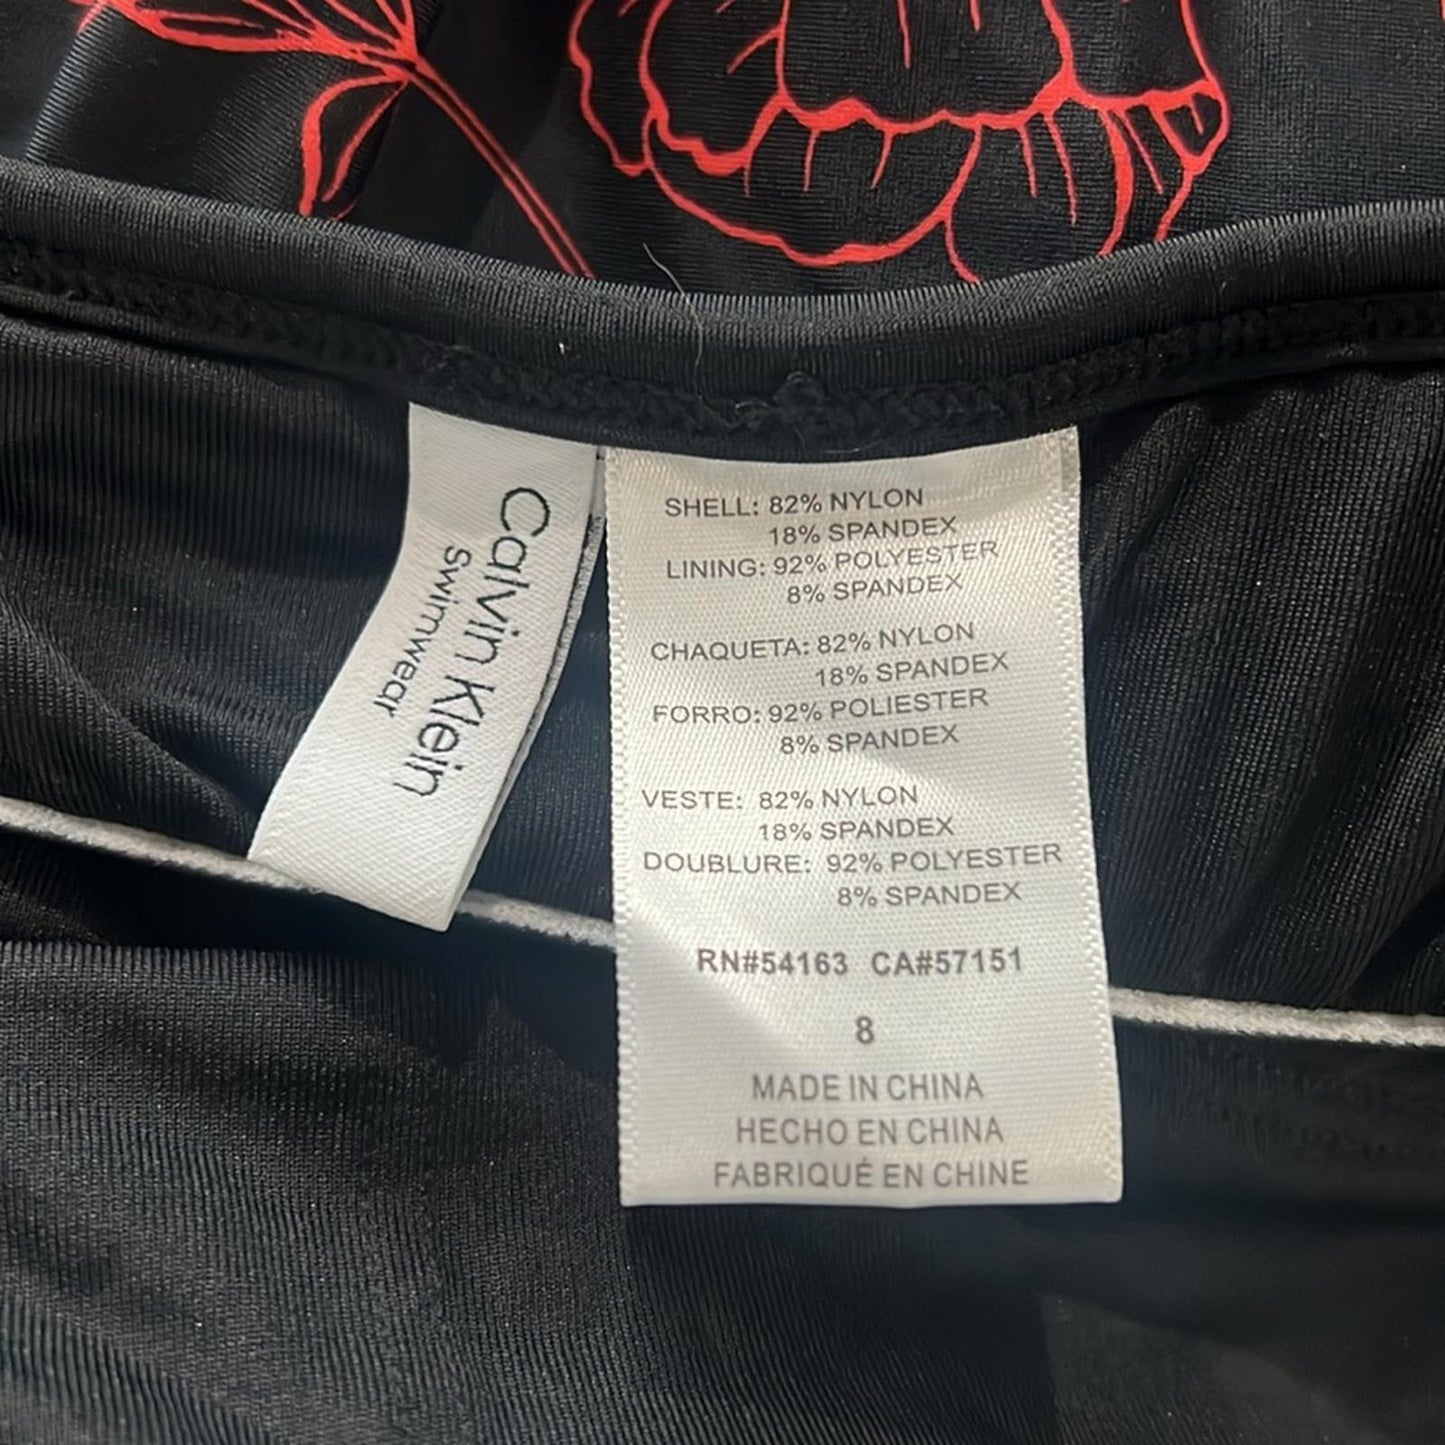 Calvin Klein
Swimwear
SHELL: 82% NYLON
18% SPANDEX
LINING: 92% POLYESTER
8% SPANDEX
CHAQUETA: 82% NYLON
18% SPANDEX
FORRO: 92% POLIESTER
8% SPANDEX
VESTE: 82% NYLON
18% SPANDEX
DOUBLURE: 92% POLYESTER
8% SPANDEX
RN#54163 CA#57151
8
MADE IN CHINA
HECHO EN CHINA
FABRIQUÉ EN CHINE